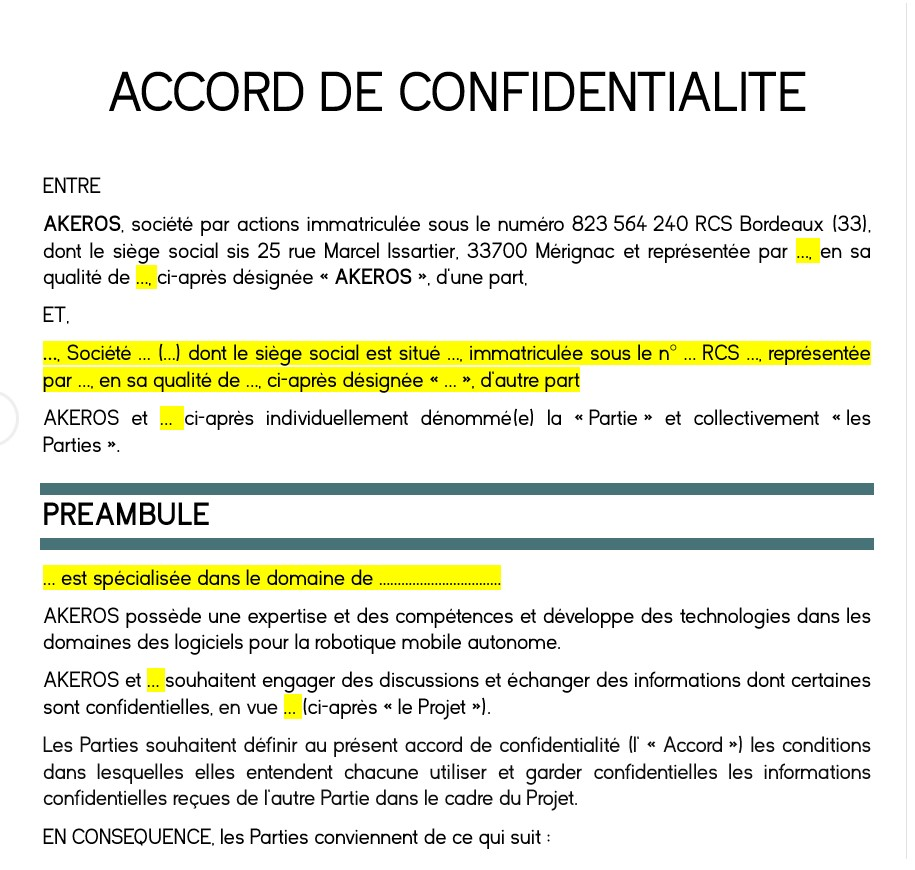 ACCORD DE CONFIDENTIALITE
ENTRE
AKEROS, société par actions immatriculée sous le numéro 823 564 240 RCS Bordeaux (33),
dont le siège social sis 25 rue Marcel Issartier, 33700 Mérignac et représentée par ..., en sa
qualité de ..., ci-après désignée « AKEROS », d'une part,
ET,
..., Société ... (...) dont le siège social est situé ..., immatriculée sous le n° ... RCS ..., représentée
par ..., en sa qualité de ..., ci-après désignée « ... », d'autre part
AKEROS et ... ci-après individuellement dénommé(e) la « Partie » et collectivement « les
Parties ».
PREAMBULE
... est spécialisée dans le domaine de .................................
AKEROS possède une expertise et des compétences et développe des technologies dans les
domaines des logiciels pour la robotique mobile autonome.
AKEROS et ... souhaitent engager des discussions et échanger des informations dont certaines
sont confidentielles, en vue ... (ci-après « le Projet »).
Les Parties souhaitent définir au présent accord de confidentialité (l' « Accord ») les conditions
dans lesquelles elles entendent chacune utiliser et garder confidentielles les informations
confidentielles reçues de l'autre Partie dans le cadre du Projet.
EN CONSEQUENCE, les Parties conviennent de ce qui suit :